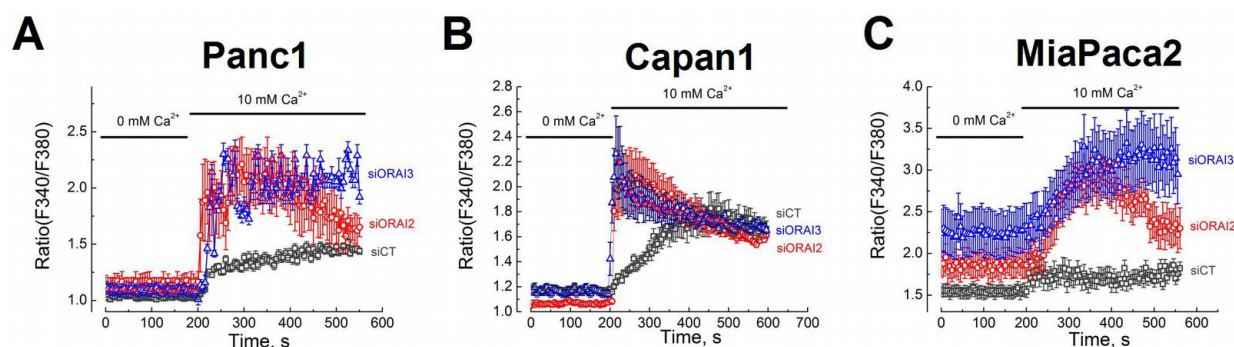 A
Panc1
0 mM Ca²⁺
10 mM Ca²⁺
Ratio(F340/F380)
2.5
2.0
1.5
1.0
siORAI3
siORAI2
siCT
0 100 200 300 400 500 600
Time, s
B
Capan1
0 mM Ca²⁺
10 mM Ca²⁺
Ratio(F340/F380)
2.8
2.6
2.4
2.2
2.0
1.8
1.6
1.4
1.2
1.0
siCT
siORAI3
siORAI2
0 100 200 300 400 500 600 700
Time, s
C
MiaPaca2
0 mM Ca²⁺
10 mM Ca²⁺
Ratio(F340/F380)
4.0
3.5
3.0
2.5
2.0
1.5
siORAI3
siORAI2
siCT
0 100 200 300 400 500 600
Time, s